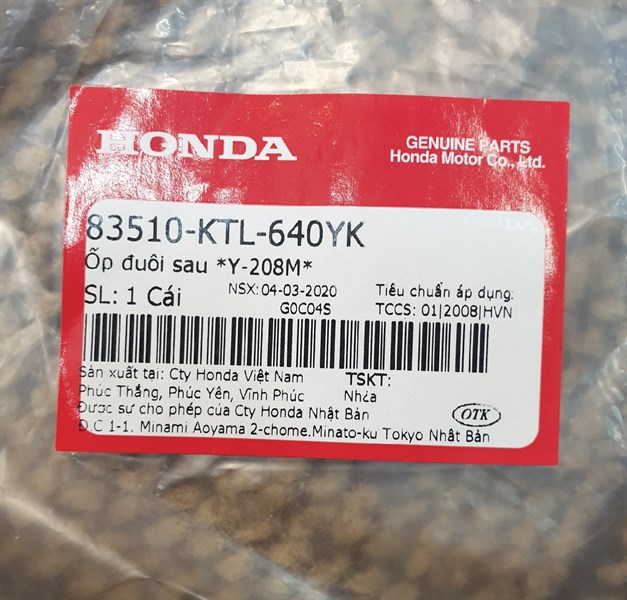 HONDA
GENUINE PARTS
Honda Motor Co., Ltd.
83510-KTL-640YK
Ốp đuôi sau *Y-208M*
SL: 1 Cái
NSX: 04-03-2020
G0C04S
Tiêu chuẩn áp dụng:
TCCS: 01|2008|HVN
Sản xuất tại: Cty Honda Việt Nam
Phúc Thắng, Phúc Yên, Vĩnh Phúc
TSKT:
Nhựa
Được sư cho phép của Cty Honda Nhật Bản
Đ.C 1-1. Minami Aoyama 2-chome.Minato-ku Tokyo Nhật Bản
OTK